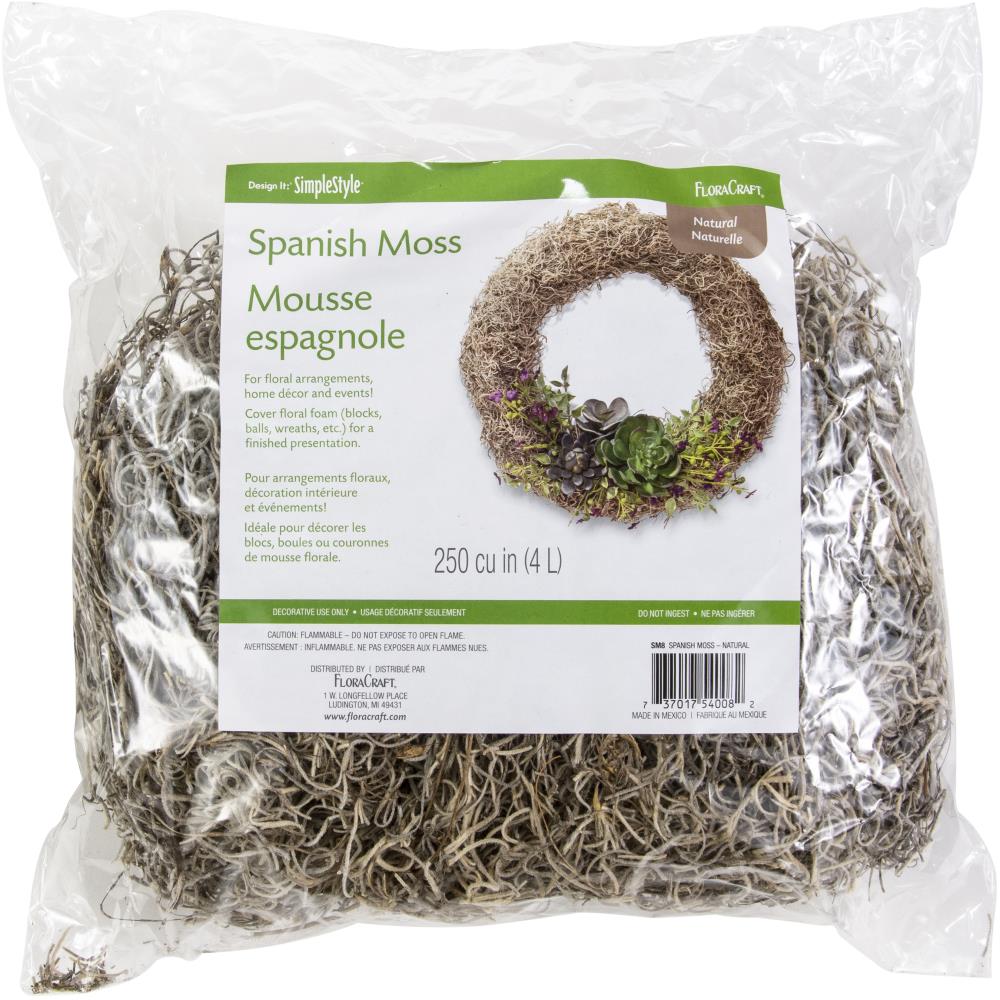 Design It:® SimpleStyle™
FLORACRAFT®
Natural
Naturelle
Spanish Moss
Mousse
espagnole
For floral arrangements,
home décor and events!
Cover floral foam (blocks,
balls, wreaths, etc.) for a
finished presentation.
Pour arrangements floraux,
décoration intérieure
et événements!
Idéale pour décorer les
blocs, boules ou couronnes
de mousse florale.
250 cu in (4 L)
DECORATIVE USE ONLY • USAGE DÉCORATIF SEULEMENT
DO NOT INGEST • NE PAS INGÉRER
CAUTION: FLAMMABLE – DO NOT EXPOSE TO OPEN FLAME.
AVERTISSEMENT : INFLAMMABLE. NE PAS EXPOSER AUX FLAMMES NUES.
DISTRIBUTED BY | DISTRIBUÉ PAR
FLORACRAFT®
1 W. LONGFELLOW PLACE
LUDINGTON, MI 49431
www.floracraft.com
SM8 SPANISH MOSS – NATURAL
7 37017 54008 2
MADE IN MEXICO | FABRIQUÉ AU MEXIQUE